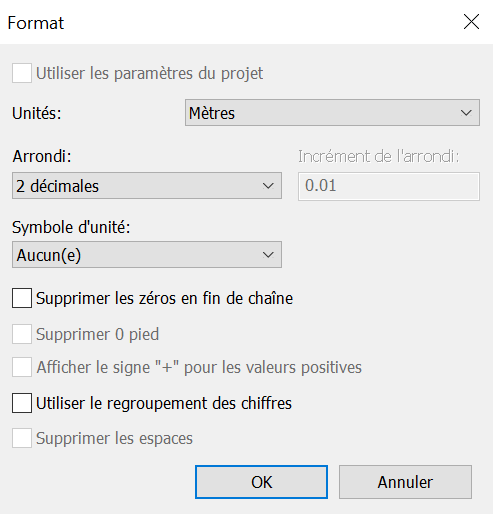 Format
Utiliser les paramètres du projet
Unités: Mètres
Arrondi: Incrément de l'arrondi:
2 décimales 0.01
Symbole d'unité:
Aucun(e)
Supprimer les zéros en fin de chaîne
Supprimer 0 pied
Afficher le signe "+" pour les valeurs positives
Utiliser le regroupement des chiffres
Supprimer les espaces
OK Annuler